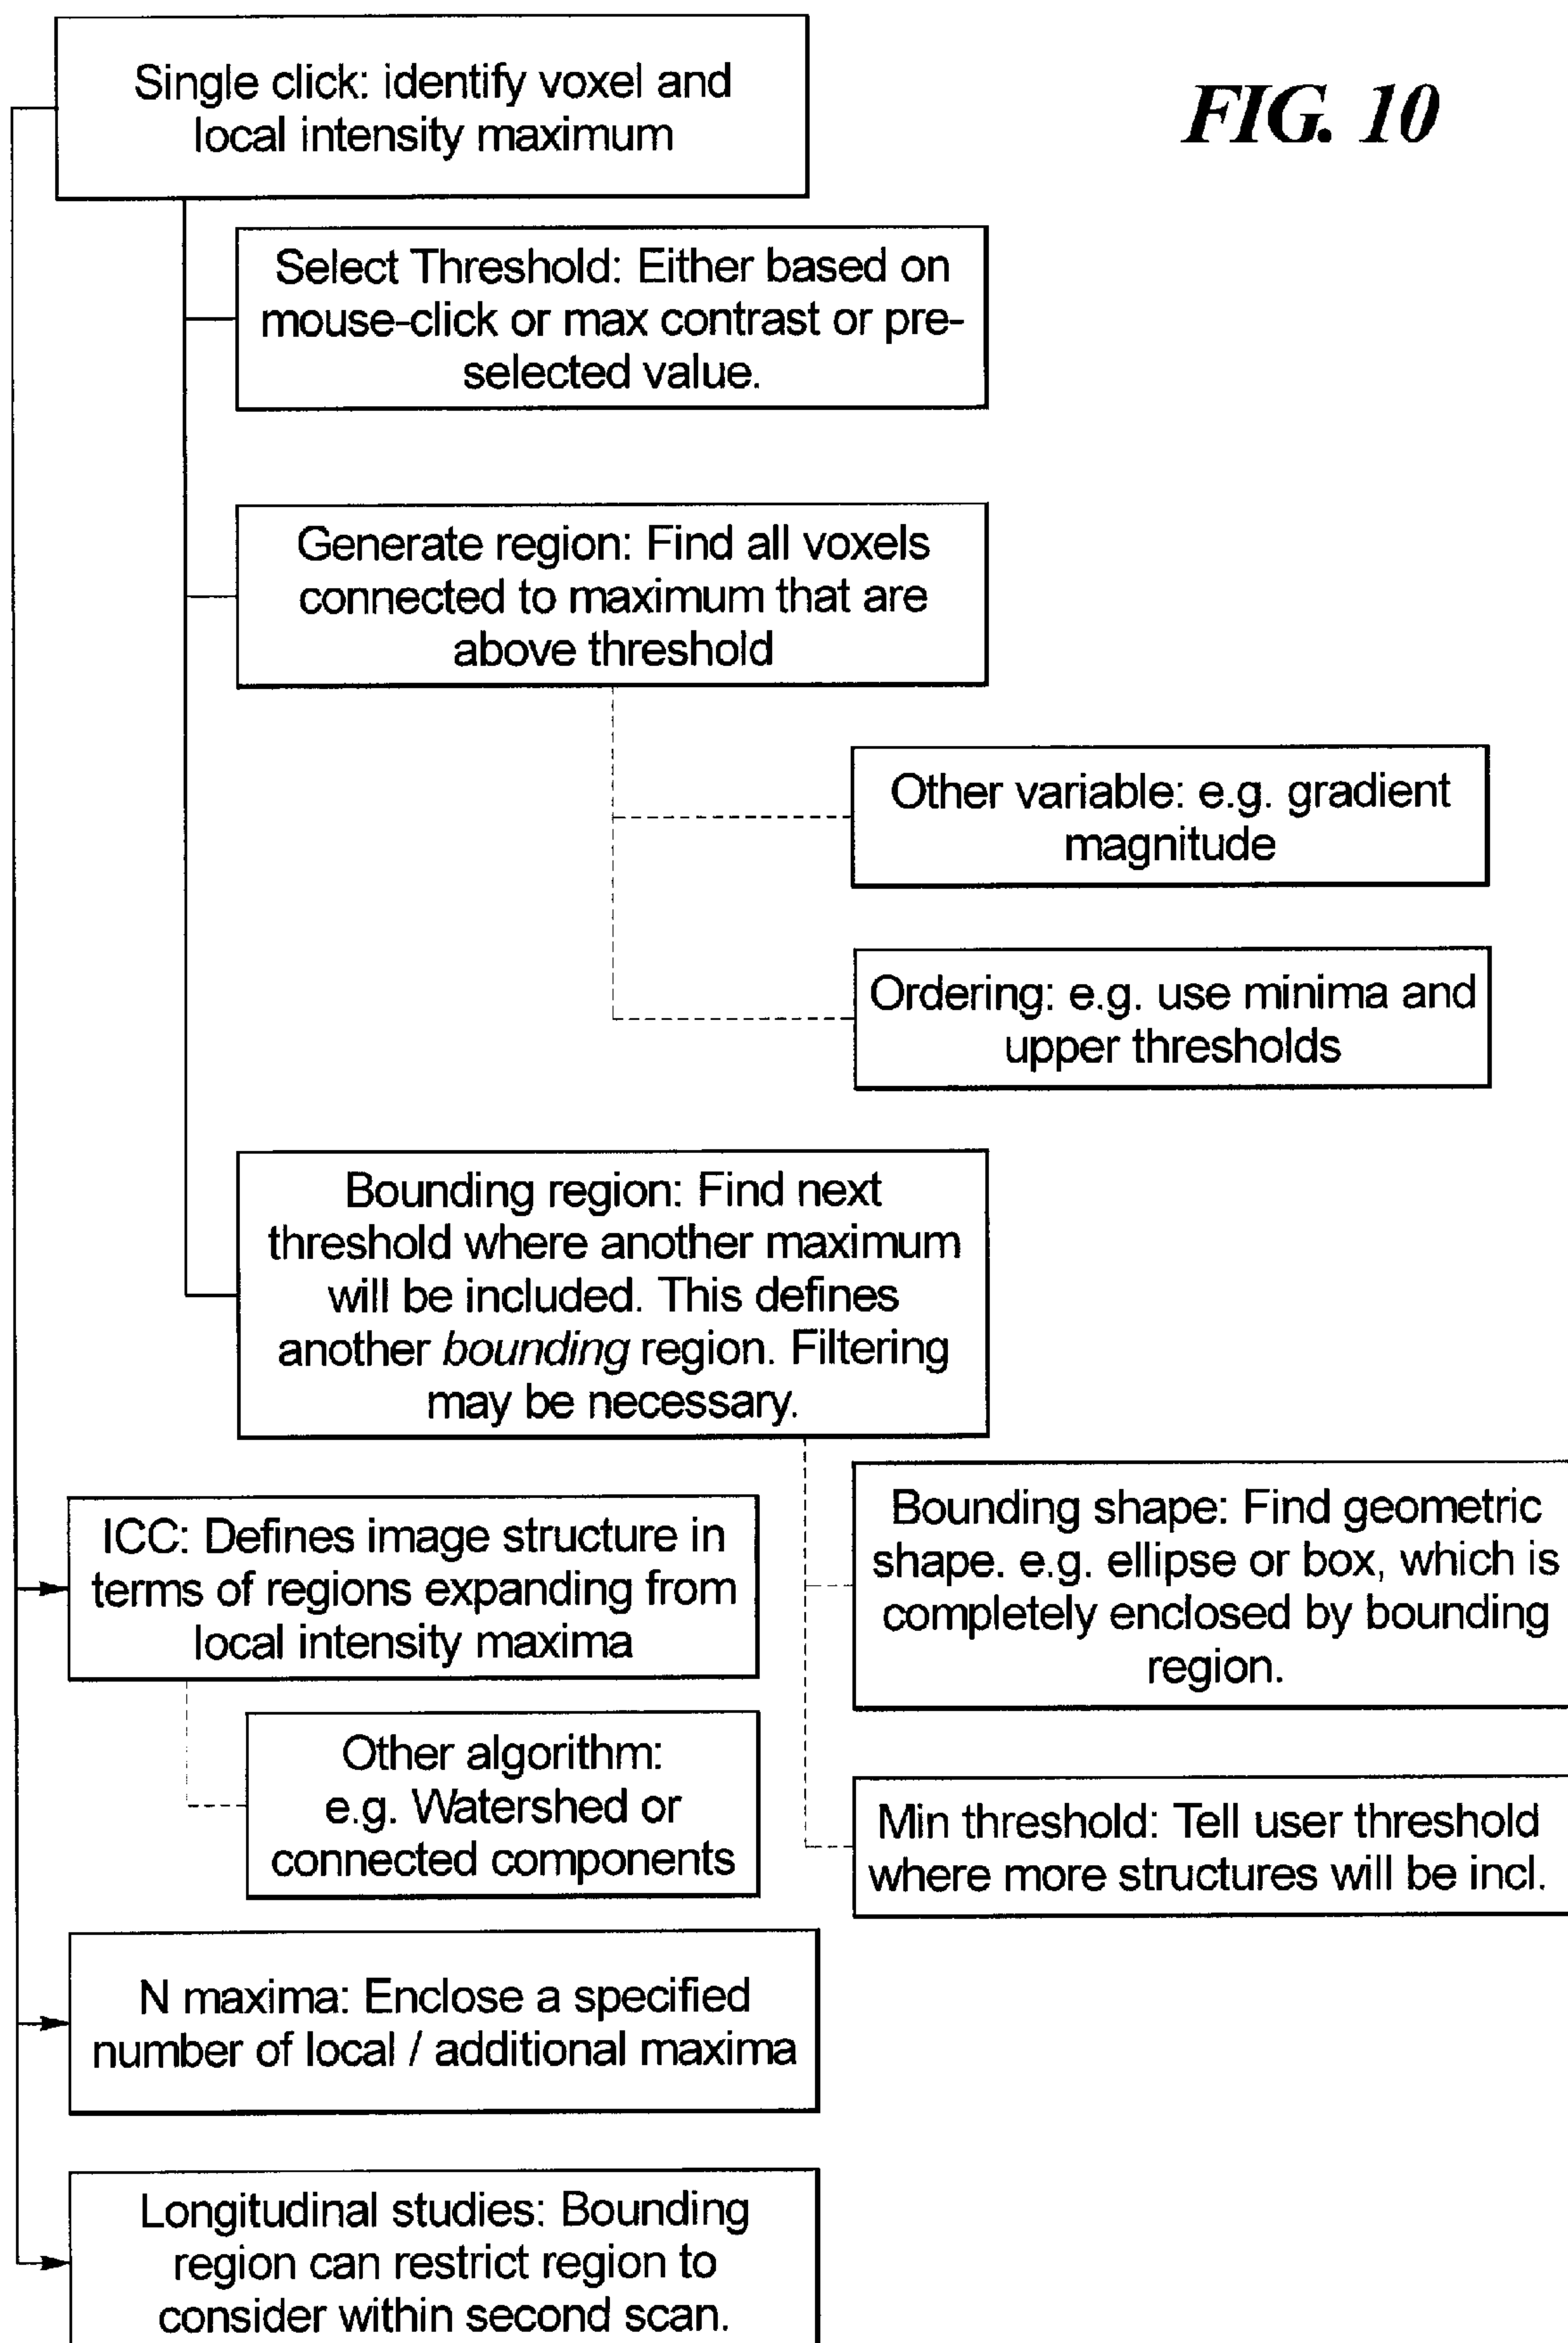 Single click: identify voxel and
local intensity maximum
FIG. 10
Select Threshold: Either based on
mouse-click or max contrast or pre-
selected value.
Generate region: Find all voxels
connected to maximum that are
above threshold
Other variable: e.g. gradient
magnitude
Ordering: e.g. use minima and
upper thresholds
Bounding region: Find next
threshold where another maximum
will be included. This defines
another bounding region. Filtering
may be necessary.
Bounding shape: Find geometric
shape. e.g. ellipse or box, which is
completely enclosed by bounding
region.
ICC: Defines image structure in
terms of regions expanding from
local intensity maxima
Other algorithm:
e.g. Watershed or
connected components
Min threshold: Tell user threshold
where more structures will be incl.
N maxima: Enclose a specified
number of local / additional maxima
Longitudinal studies: Bounding
region can restrict region to
consider within second scan.